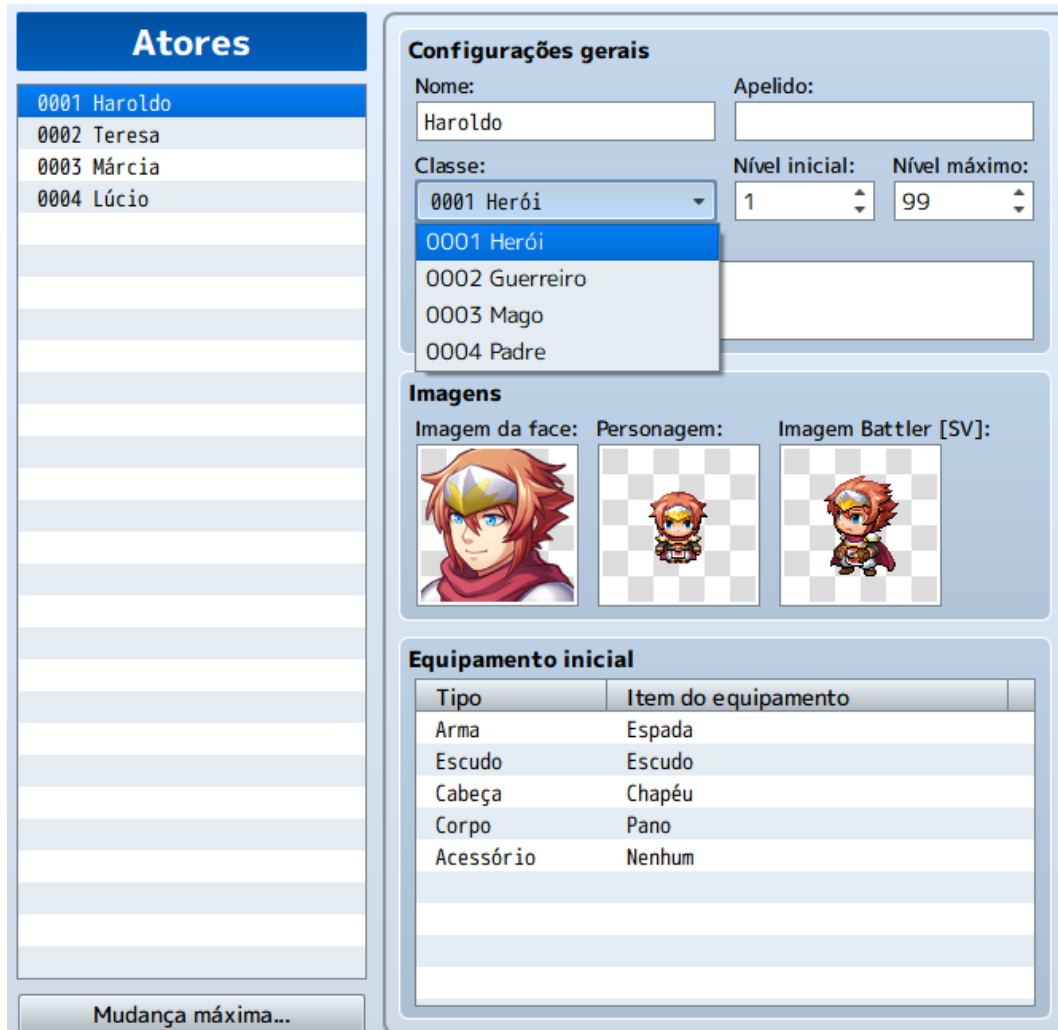 Atores
0001 Haroldo
0002 Teresa
0003 Márcia
0004 Lúcio
Mudança máxima...
Configurações gerais
Nome: Apelido:
Haroldo
Classe: Nível inicial: Nível máximo:
0001 Herói 1 99
0001 Herói
0002 Guerreiro
0003 Mago
0004 Padre
Imagens
Imagem da face: Personagem: Imagem Battler [SV]:
Equipamento inicial
Tipo Item do equipamento
Arma Espada
Escudo Escudo
Cabeça Chapéu
Corpo Pano
Acessório Nenhum